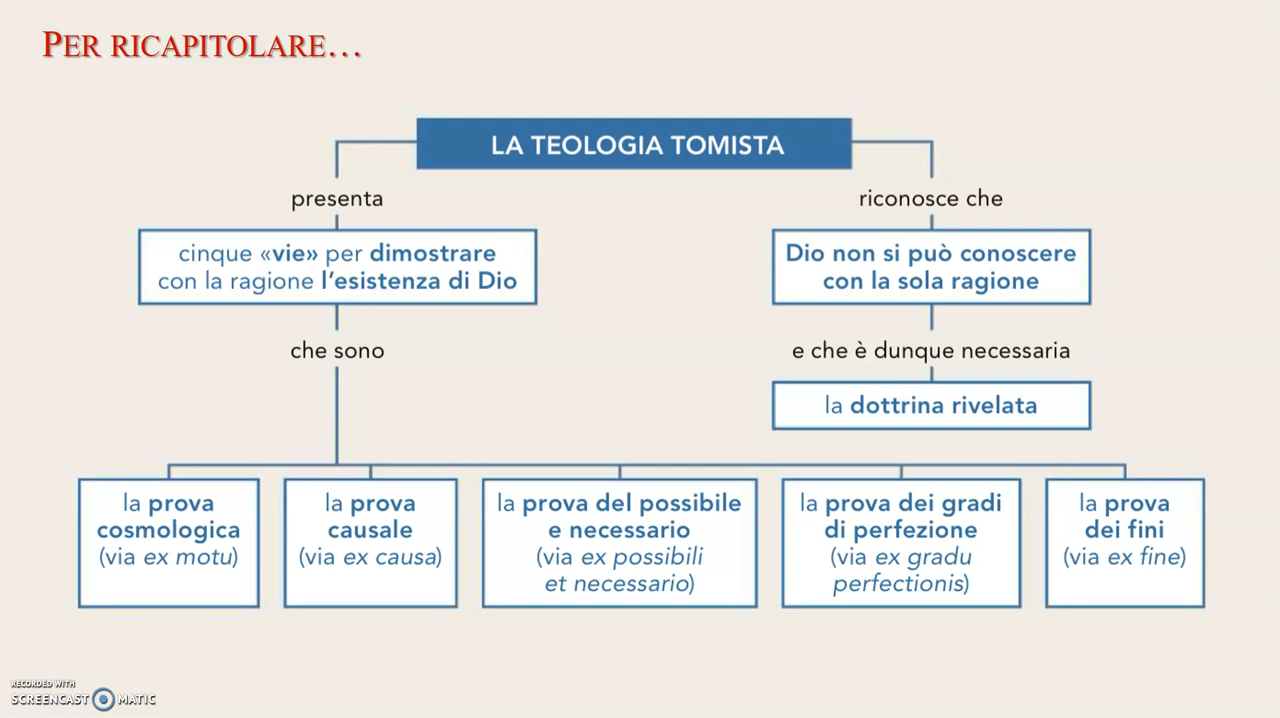 PER RICAPITOLARE...
LA TEOLOGIA TOMISTA
presenta
cinque «vie» per dimostrare
con la ragione l'esistenza di Dio
che sono
riconosce che
Dio non si può conoscere
con la sola ragione
e che è dunque necessaria
la dottrina rivelata
la prova
cosmologica
(via ex motu)
la prova
causale
(via ex causa)
la prova del possibile
e necessario
(via ex possibili
et necessario)
la prova dei gradi
di perfezione
(via ex gradu
perfectionis)
la prova
dei fini
(via ex fine)
RECORDED WITH
SCREENCAST MATIC